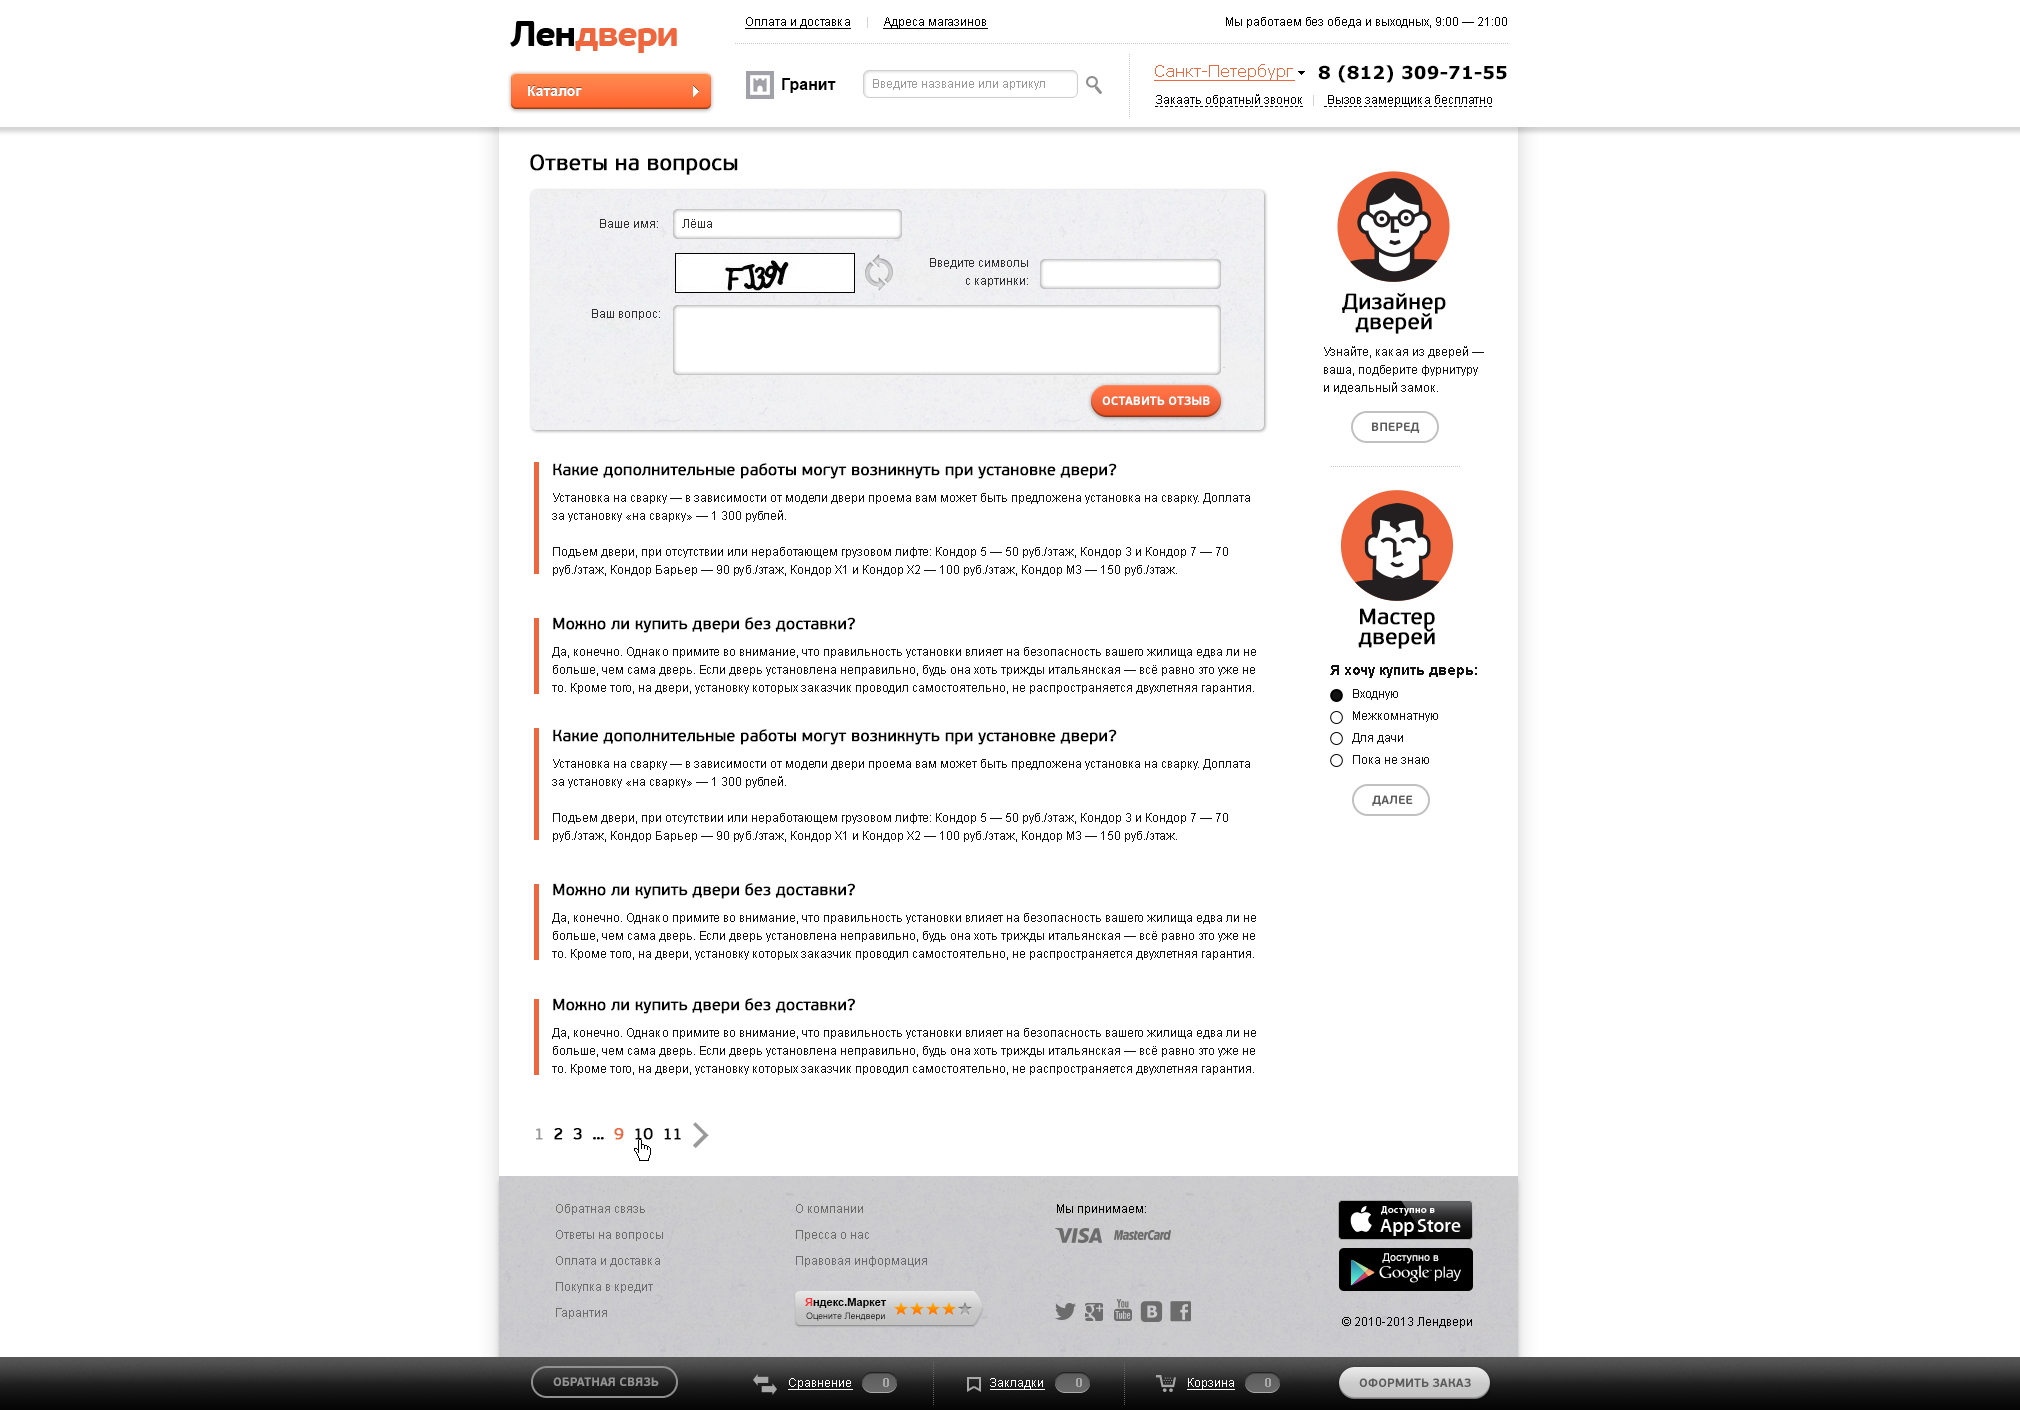 Лендвери
Оплата и доставка
Адреса магазинов
Мы работаем без обеда и выходных, 9:00 — 21:00
Каталог
Гранит
Введите название или артикул
Санкт-Петербург
8 (812) 309-71-55
Закаать обратный звонок
Вызов замерщика бесплатно
Ответы на вопросы
Ваше имя:
Лёша
FJ39Y
Введите символы
с картинки:
Ваш вопрос:
ОСТАВИТЬ ОТЗЫВ
Какие дополнительные работы могут возникнуть при установке двери?
Установка на сварку — в зависимости от модели двери проема вам может быть предложена установка на сварку. Доплата
за установку «на сварку» — 1 300 рублей.
Подъем двери, при отсутствии или неработающем грузовом лифте: Кондор 5 — 50 руб./этаж, Кондор 3 и Кондор 7 — 70
руб./этаж, Кондор Барьер — 90 руб./этаж, Кондор X1 и Кондор X2 — 100 руб./этаж, Кондор М3 — 150 руб./этаж.
Можно ли купить двери без доставки?
Да, конечно. Однако примите во внимание, что правильность установки влияет на безопасность вашего жилища едва ли не
больше, чем сама дверь. Если дверь установлена неправильно, будь она хоть трижды итальянская — всё равно это уже не
то. Кроме того, на двери, установку которых заказчик проводил самостоятельно, не распространяется двухлетняя гарантия.
Какие дополнительные работы могут возникнуть при установке двери?
Установка на сварку — в зависимости от модели двери проема вам может быть предложена установка на сварку. Доплата
за установку «на сварку» — 1 300 рублей.
Подъем двери, при отсутствии или неработающем грузовом лифте: Кондор 5 — 50 руб./этаж, Кондор 3 и Кондор 7 — 70
руб./этаж, Кондор Барьер — 90 руб./этаж, Кондор X1 и Кондор X2 — 100 руб./этаж, Кондор М3 — 150 руб./этаж.
Можно ли купить двери без доставки?
Да, конечно. Однако примите во внимание, что правильность установки влияет на безопасность вашего жилища едва ли не
больше, чем сама дверь. Если дверь установлена неправильно, будь она хоть трижды итальянская — всё равно это уже не
то. Кроме того, на двери, установку которых заказчик проводил самостоятельно, не распространяется двухлетняя гарантия.
Можно ли купить двери без доставки?
Да, конечно. Однако примите во внимание, что правильность установки влияет на безопасность вашего жилища едва ли не
больше, чем сама дверь. Если дверь установлена неправильно, будь она хоть трижды итальянская — всё равно это уже не
то. Кроме того, на двери, установку которых заказчик проводил самостоятельно, не распространяется двухлетняя гарантия.
1 2 3 ... 9 10 11
Дизайнер
дверей
Узнайте, какая из дверей —
ваша, подберите фурнитуру
и идеальный замок.
ВПЕРЕД
Мастер
дверей
Я хочу купить дверь:
Входную
Межкомнатную
Для дачи
Пока не знаю
ДАЛЕЕ
Обратная связь
Ответы на вопросы
Оплата и доставка
Покупка в кредит
Гарантия
О компании
Пресса о нас
Правовая информация
Яндекс.Маркет
Оцените Лендвери
Мы принимаем:
VISA MasterCard
You
Tube
g+
B
f
Доступно в
App Store
Доступно в
Google play
© 2010-2013 Лендвери
ОБРАТНАЯ СВЯЗЬ
Сравнение 0
Закладки 0
Корзина 0
ОФОРМИТЬ ЗАКАЗ